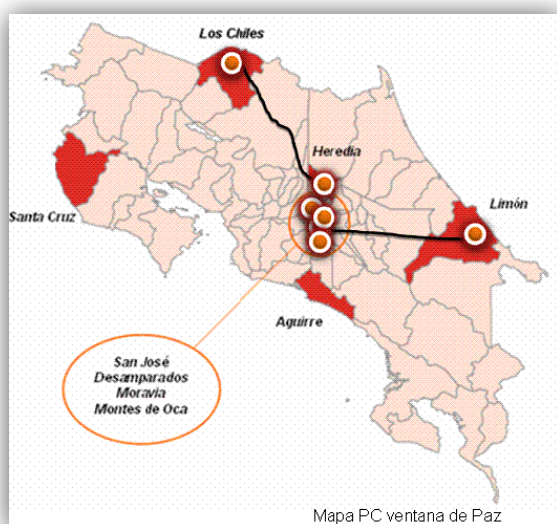 Los Chiles
Heredia
Santa Cruz
Limón
Aguirre
San José
Desamparados
Moravia
Montes de Oca
Mapa PC ventana de Paz